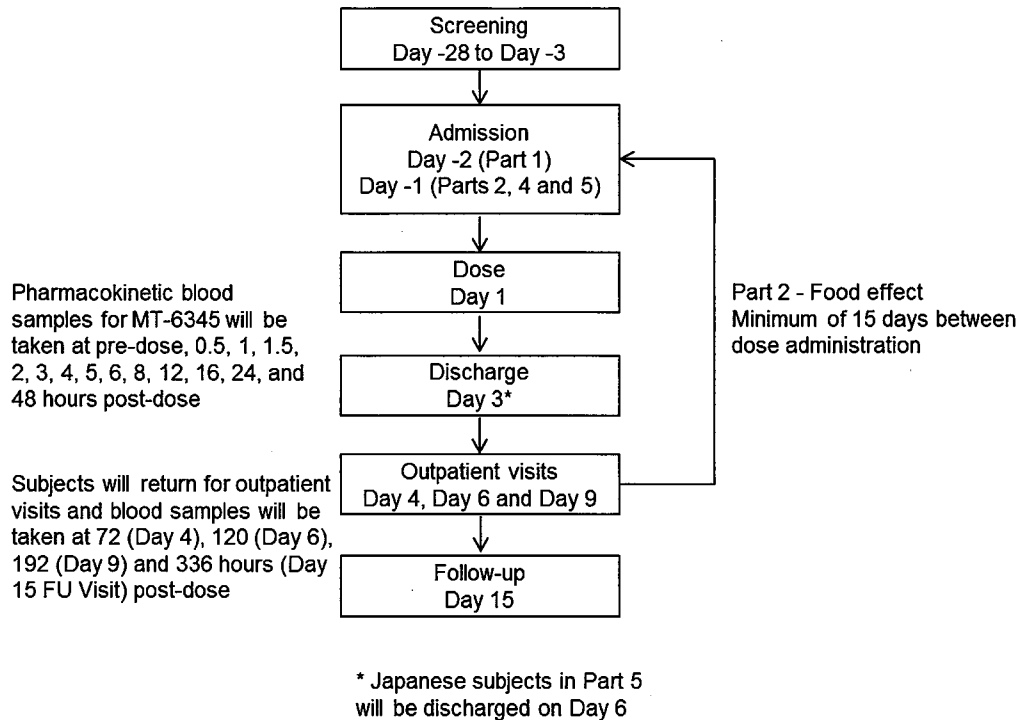 Screening
Day -28 to Day -3
Admission
Day -2 (Part 1)
Day -1 (Parts 2, 4 and 5)
Dose
Day 1
Pharmacokinetic blood
samples for MT-6345 will be
taken at pre-dose, 0.5, 1, 1.5,
2, 3, 4, 5, 6, 8, 12, 16, 24, and
48 hours post-dose
Part 2 - Food effect
Minimum of 15 days between
dose administration
Discharge
Day 3*
Outpatient visits
Day 4, Day 6 and Day 9
Subjects will return for outpatient
visits and blood samples will be
taken at 72 (Day 4), 120 (Day 6),
192 (Day 9) and 336 hours (Day
15 FU Visit) post-dose
Follow-up
Day 15
* Japanese subjects in Part 5
will be discharged on Day 6